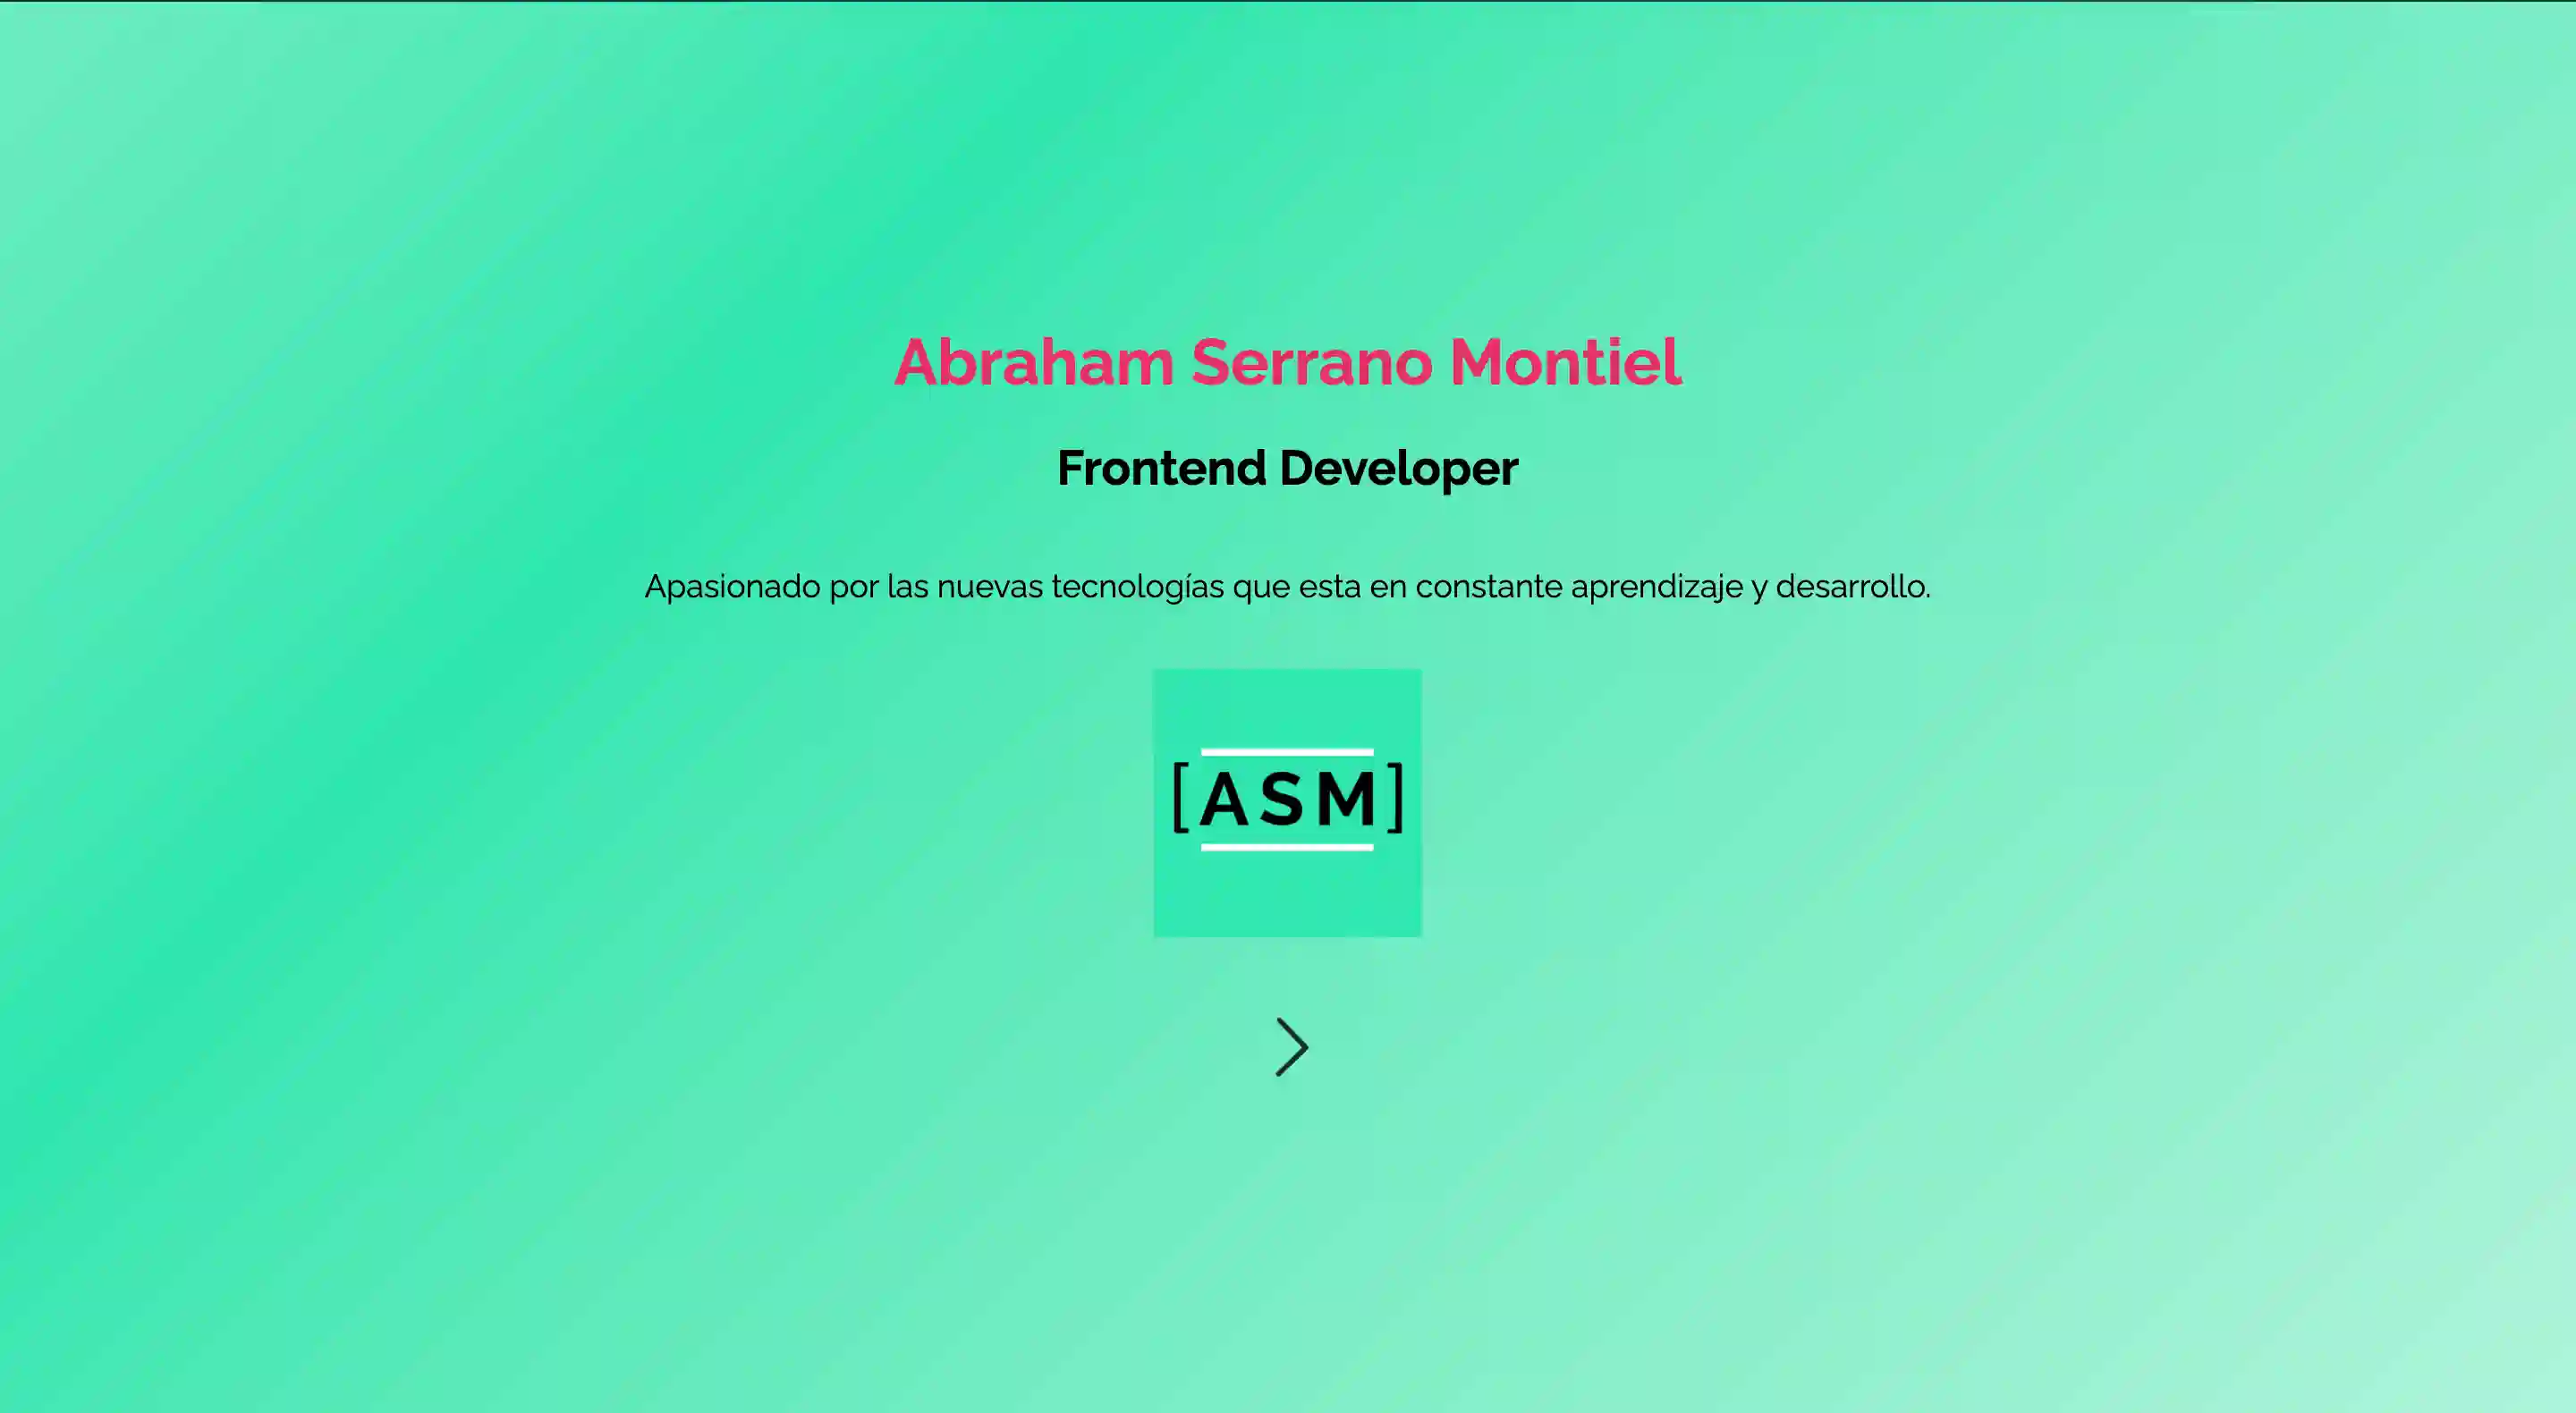 Abraham Serrano Montiel
Frontend Developer
Apasionado por las nuevas tecnologías que esta en constante aprendizaje y desarrollo.
[ASM]